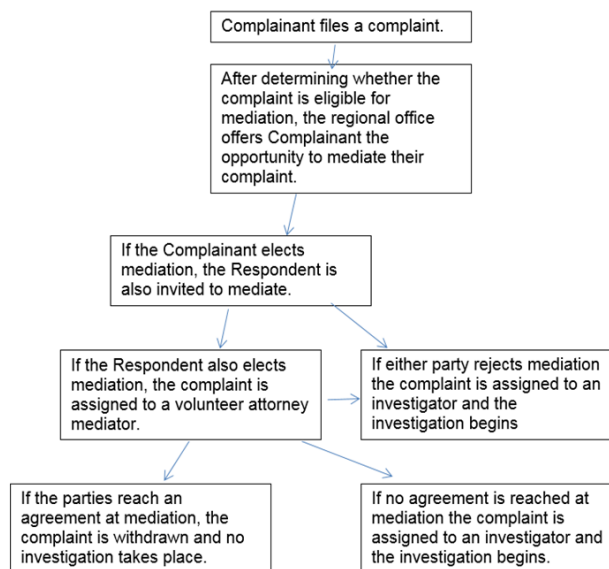 Complainant files a complaint.
After determining whether the
complaint is eligible for
mediation, the regional office
offers Complainant the
opportunity to mediate their
complaint.
If the Complainant elects
mediation, the Respondent is
also invited to mediate.
If the Respondent also elects
mediation, the complaint is
assigned to a volunteer attorney
mediator.
If either party rejects mediation
the complaint is assigned to an
investigator and the
investigation begins
If the parties reach an
agreement at mediation, the
complaint is withdrawn and no
investigation takes place.
If no agreement is reached at
mediation the complaint is
assigned to an investigator and
the investigation begins.